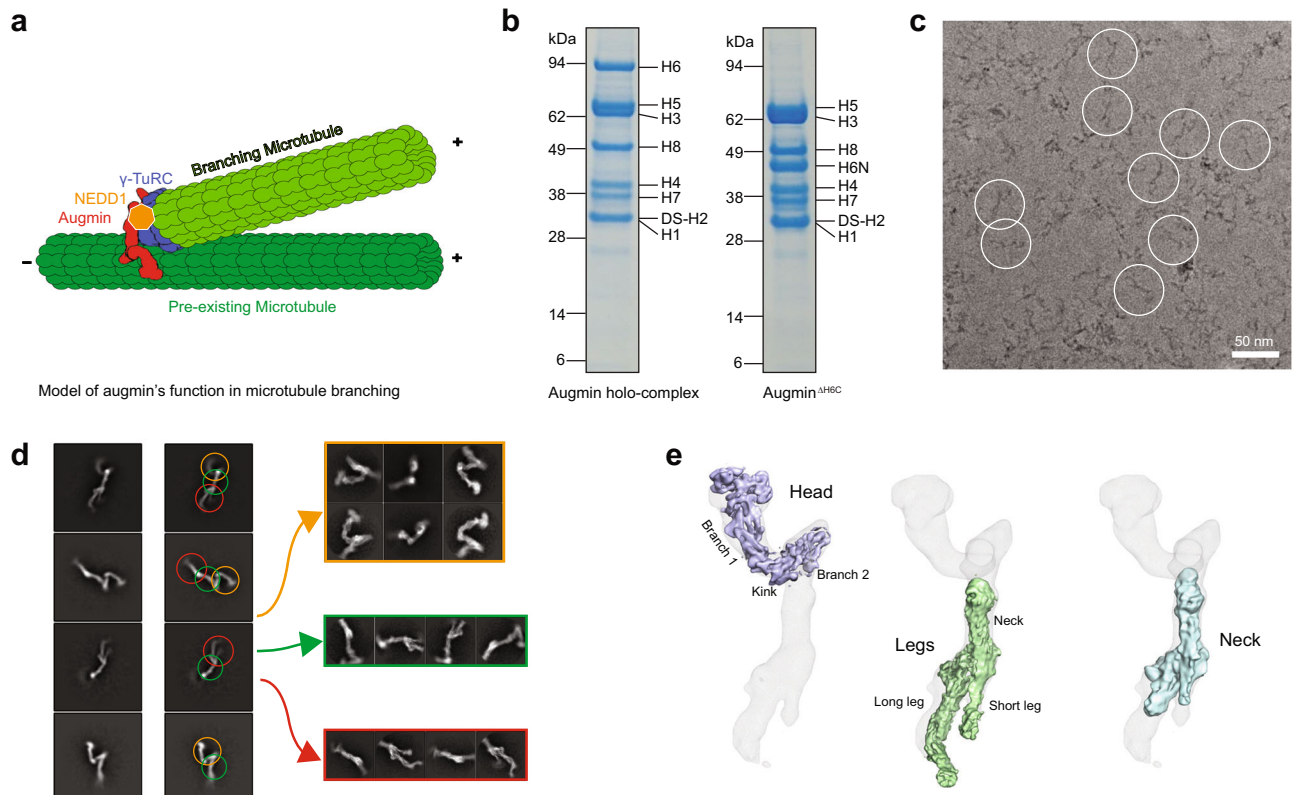 a
Branching Microtubule
γ-TuRC
NEDD1
Augmin
+
−
+
Pre-existing Microtubule
Model of augmin's function in microtubule branching
b
kDa
94
62
49
38
28
14
6
H6
H5
H3
H8
H4
H7
DS-H2
H1
Augmin holo-complex
kDa
94
62
49
38
28
14
6
H5
H3
H8
H6N
H4
H7
DS-H2
H1
Augmin ΔH6C
c
50 nm
d
e
Head
Branch 1
Branch 2
Kink
Neck
Legs
Long leg
Short leg
Neck